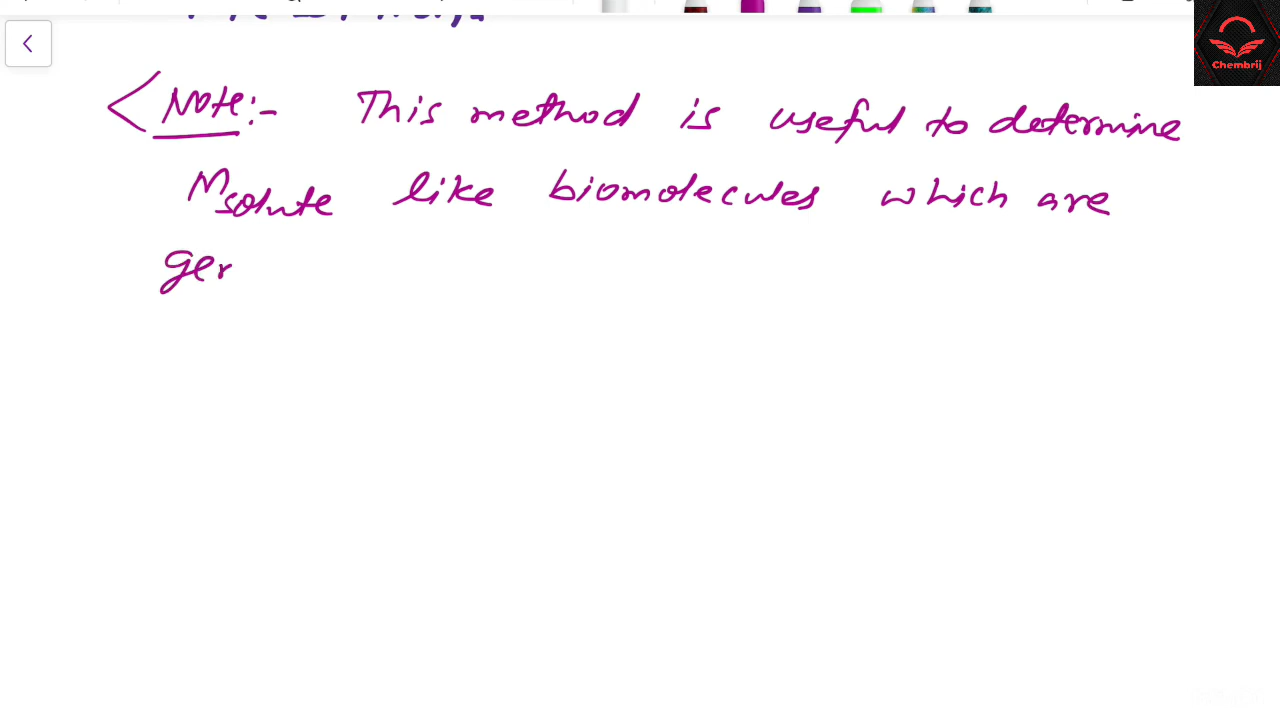 Chembrij
Note:- This method is useful to determine
Msolute like biomolecules which are
ger